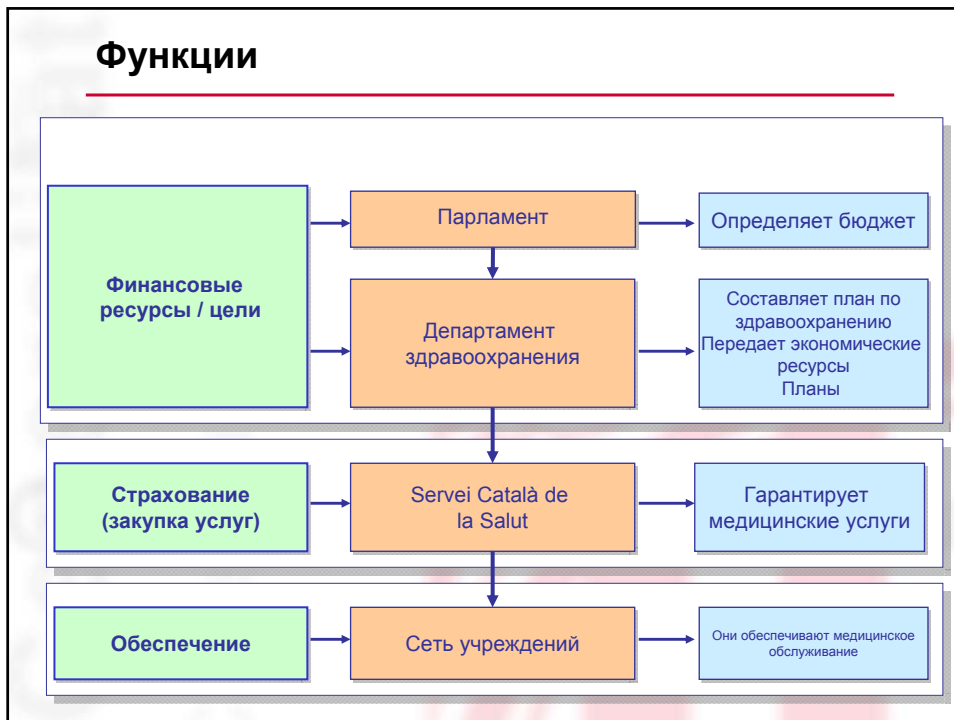 Функции
Финансовые
ресурсы / цели
Парламент
Определяет бюджет
Департамент
здравоохранения
Составляет план по
здравоохранению
Передает экономические
ресурсы
Планы
Страхование
(закупка услуг)
Servei Català de
la Salut
Гарантирует
медицинские услуги
Обеспечение
Сеть учреждений
Они обеспечивают медицинское
обслуживание